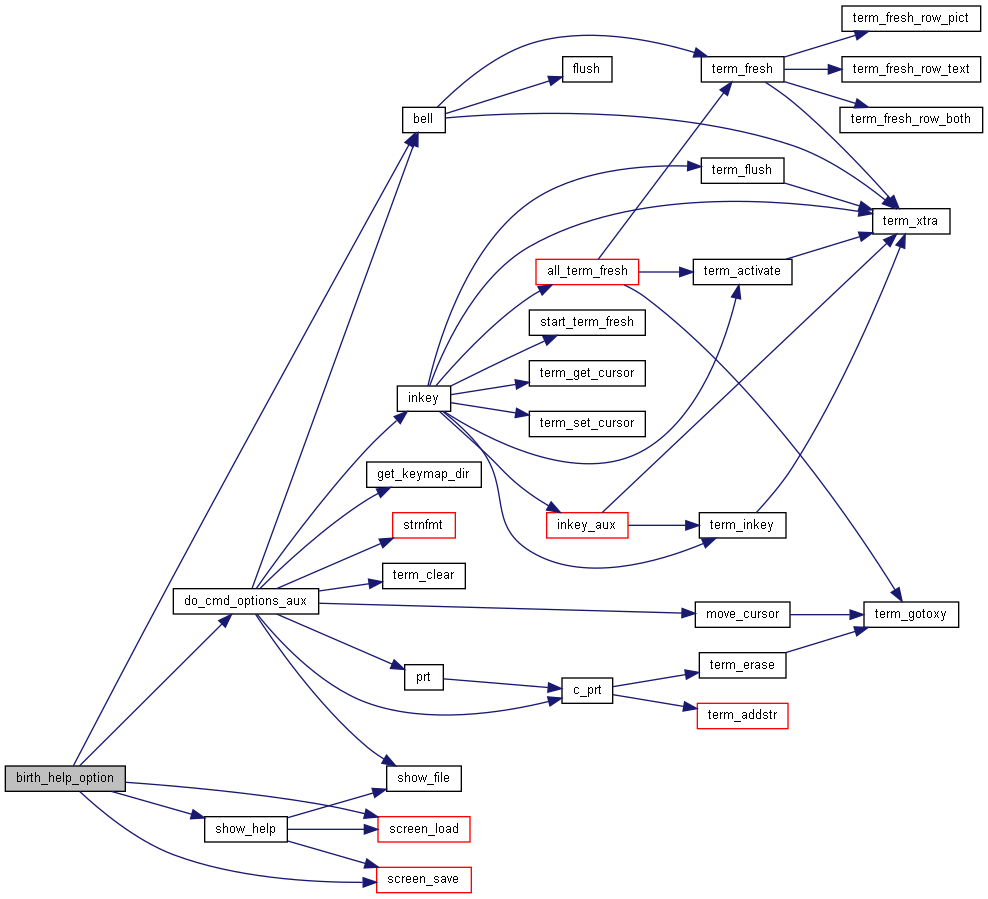 term_fresh_row_pict
term_fresh
flush
term_fresh_row_text
bell
term_fresh_row_both
term_flush
term_xtra
all_term_fresh
term_activate
start_term_fresh
term_get_cursor
inkey
term_set_cursor
get_keymap_dir
strnfmt
inkey_aux
term_inkey
term_clear
do_cmd_options_aux
move_cursor
term_gotoxy
term_erase
prt
c_prt
term_addstr
birth_help_option
show_file
show_help
screen_load
screen_save